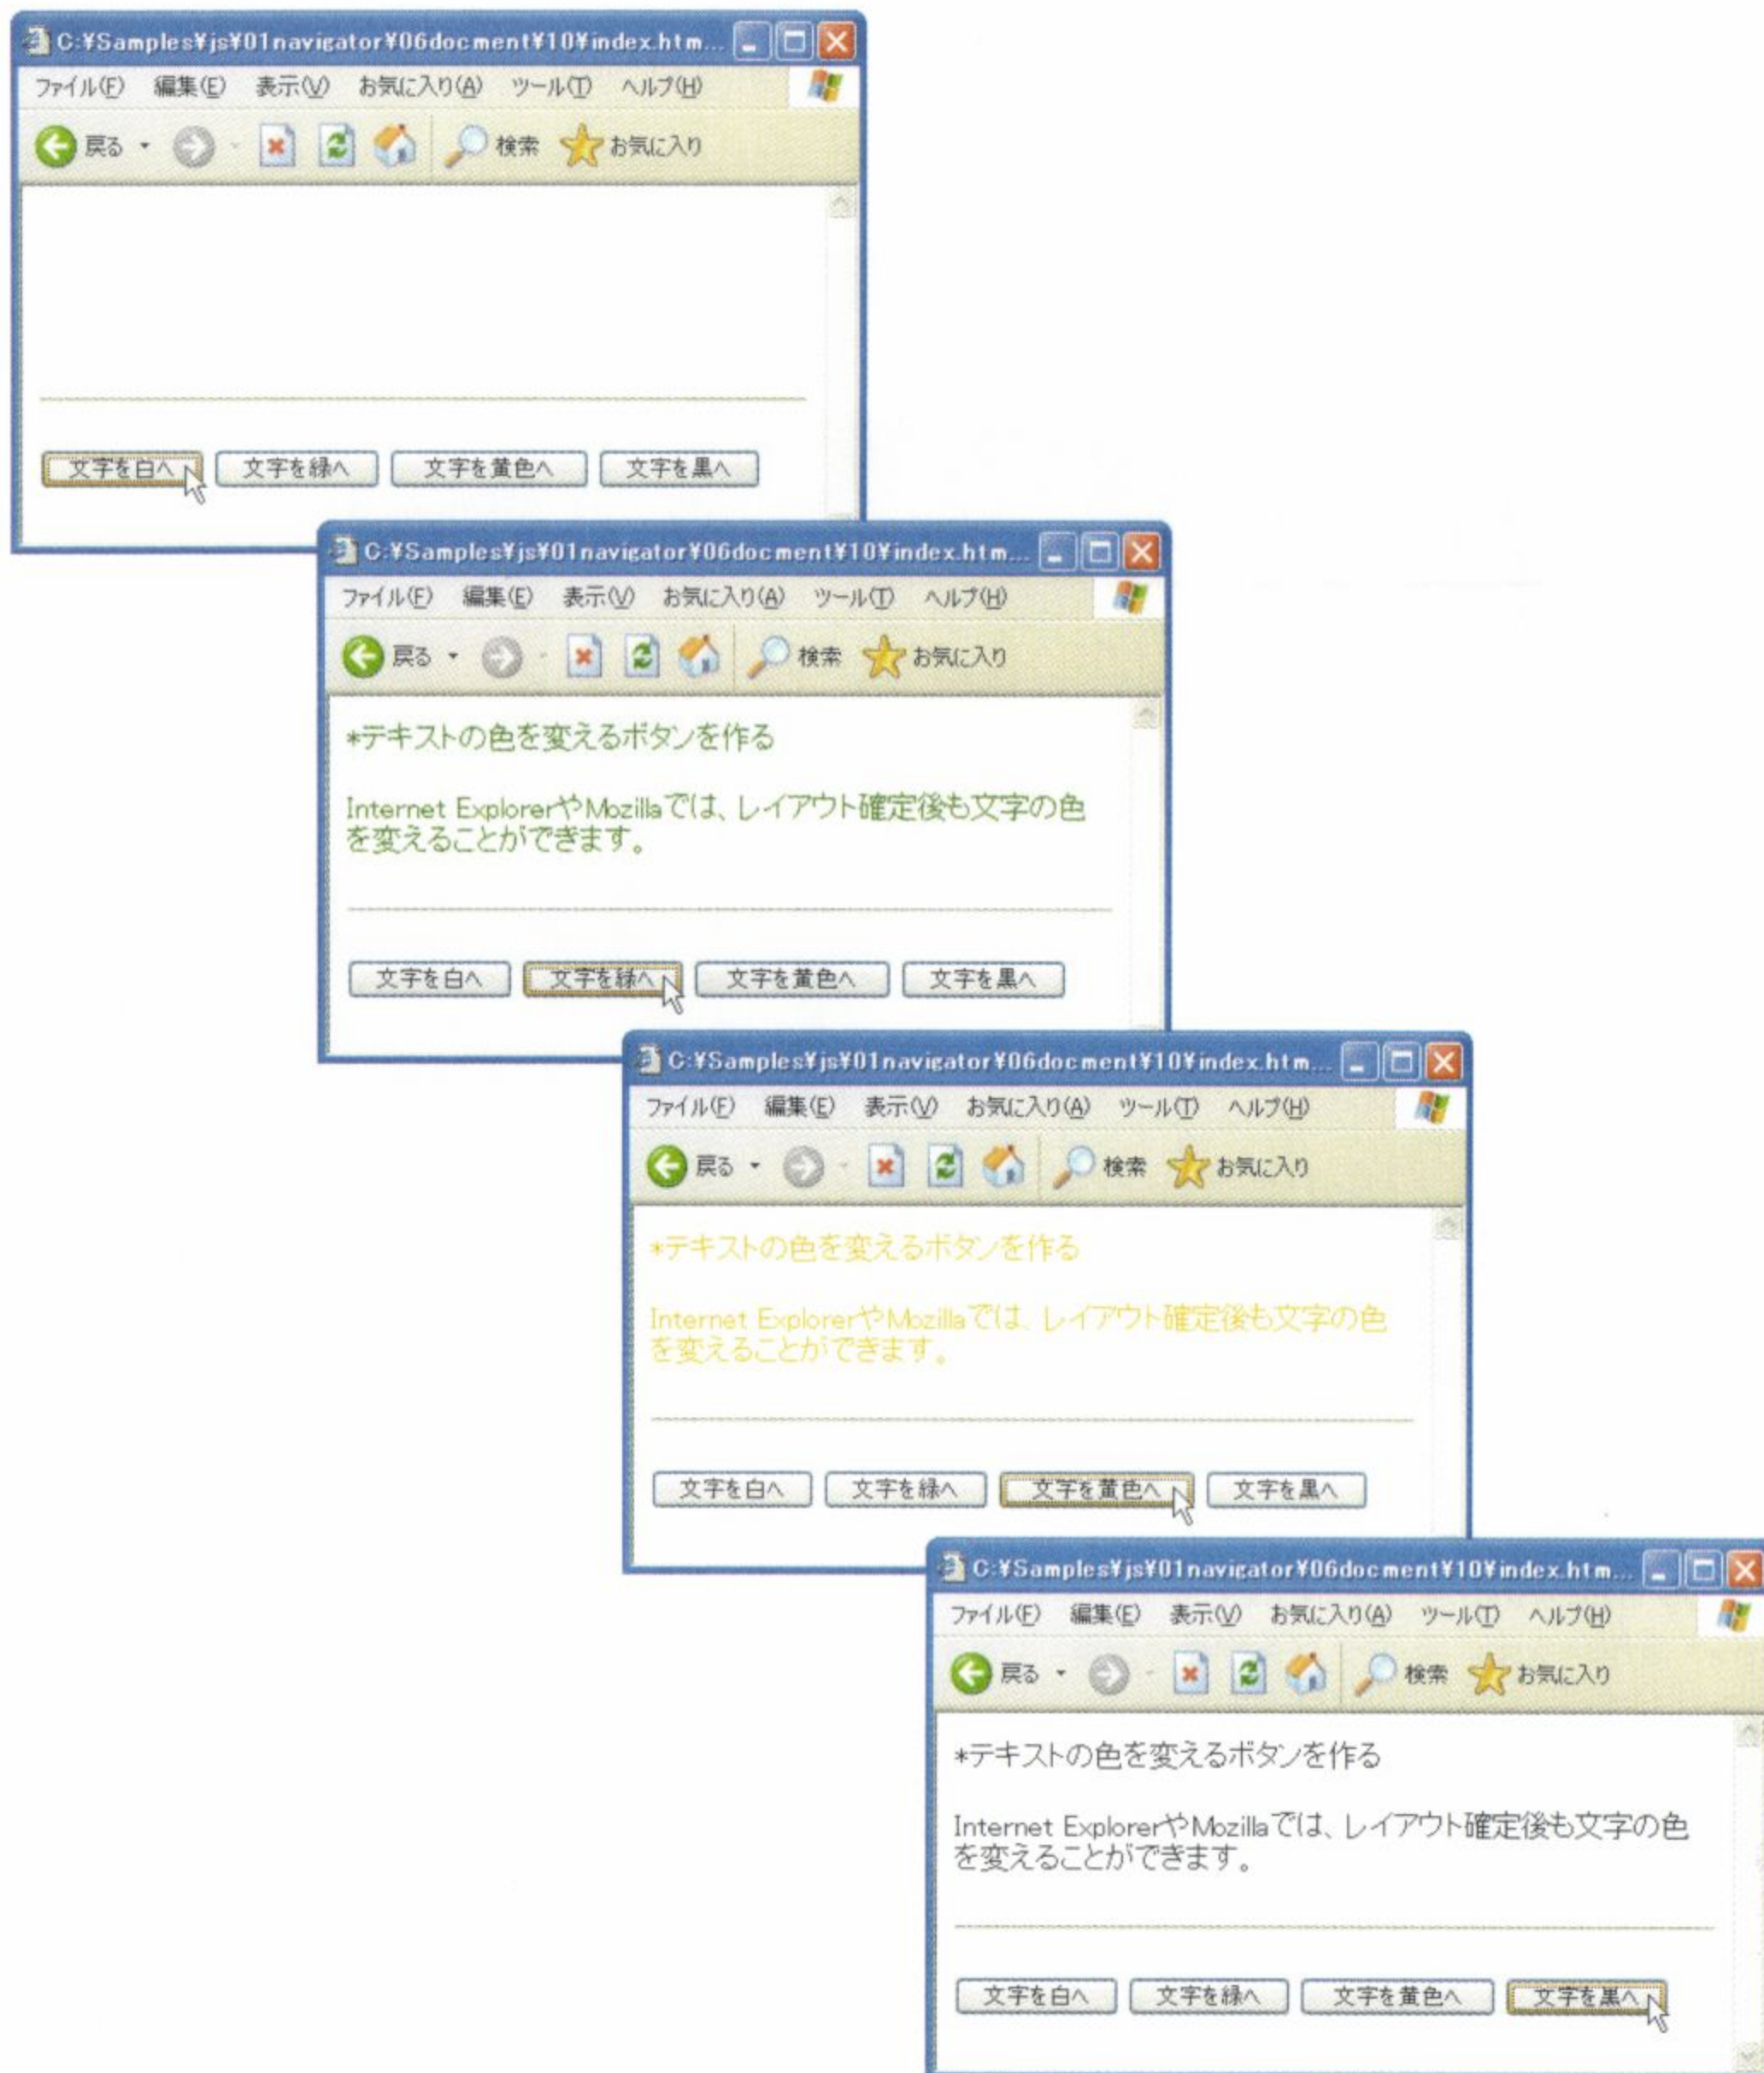 C:¥Samples¥js¥01navigator¥06docment¥10¥index.htm...
ファイル(F) 編集(E) 表示(V) お気に入り(A) ツール(T) ヘルプ(H)
戻る 検索 お気に入り
文字を白へ 文字を緑へ 文字を黄色へ 文字を黒へ
C:¥Samples¥js¥01navigator¥06docment¥10¥index.htm...
ファイル(F) 編集(E) 表示(V) お気に入り(A) ツール(T) ヘルプ(H)
戻る 検索 お気に入り
*テキストの色を変えるボタンを作る
Internet ExplorerやMozillaでは、レイアウト確定後も文字の色
を変えることができます。
文字を白へ 文字を緑へ 文字を黄色へ 文字を黒へ
C:¥Samples¥js¥01navigator¥06docment¥10¥index.htm...
ファイル(F) 編集(E) 表示(V) お気に入り(A) ツール(T) ヘルプ(H)
戻る 検索 お気に入り
*テキストの色を変えるボタンを作る
Internet ExplorerやMozillaでは、レイアウト確定後も文字の色
を変えることができます。
文字を白へ 文字を緑へ 文字を黄色へ 文字を黒へ
C:¥Samples¥js¥01navigator¥06docment¥10¥index.htm...
ファイル(F) 編集(E) 表示(V) お気に入り(A) ツール(T) ヘルプ(H)
戻る 検索 お気に入り
*テキストの色を変えるボタンを作る
Internet ExplorerやMozillaでは、レイアウト確定後も文字の色
を変えることができます。
文字を白へ 文字を緑へ 文字を黄色へ 文字を黒へ